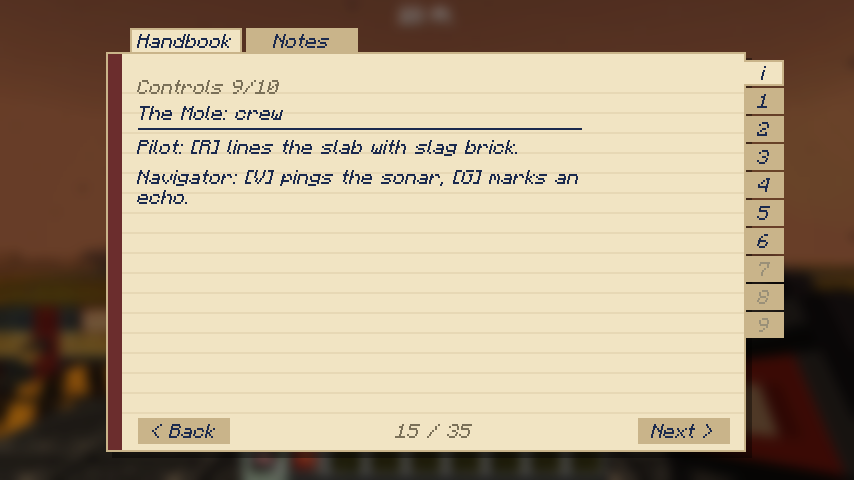 Handbook
Notes
Controls 9/10
The Mole: crew
Pilot: [R] lines the slab with slag brick.
Navigator: [V] pings the sonar, [G] marks an
echo.
i
1
2
3
4
5
6
7
8
9
< Back
15 / 35
Next >